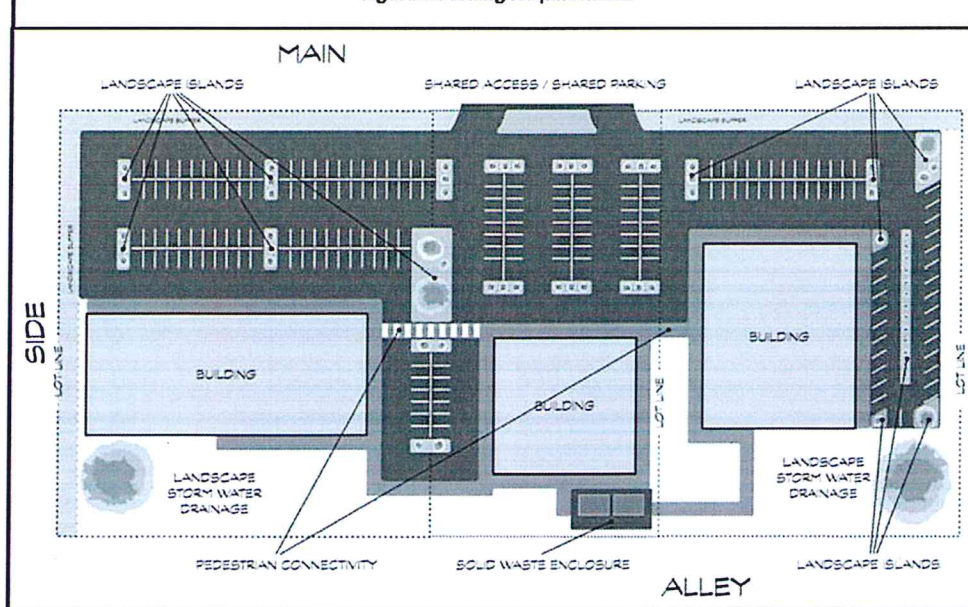 MAIN
LANDSCAPE ISLANDS
SHARED ACCESS / SHARED PARKING
LANDSCAPE ISLANDS
LANDSCAPE BUFFER
LANDSCAPE BUFFER
LANDSCAPE BUFFER
SIDE
LOT LINE
BUILDING
BUILDING
BUILDING
LOT LINE
LOT LINE
LANDSCAPE
STORM WATER
DRAINAGE
LANDSCAPE
STORM WATER
DRAINAGE
PEDESTRIAN CONNECTIVITY
SOLID WASTE ENCLOSURE
LANDSCAPE ISLANDS
ALLEY